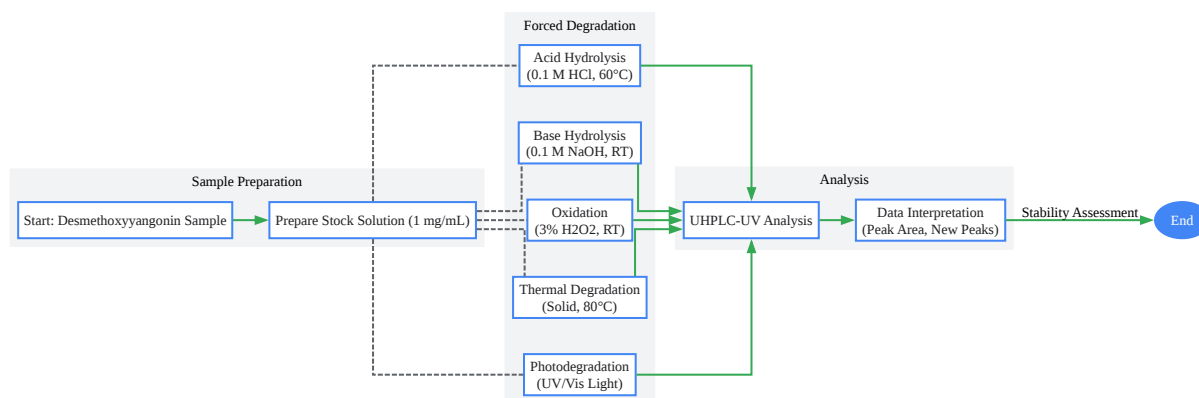 Forced Degradation
Acid Hydrolysis
(0.1 M HCl, 60°C)
Base Hydrolysis
(0.1 M NaOH, RT)
Sample Preparation
Analysis
Start: Desmethoxyyangonin Sample
Prepare Stock Solution (1 mg/mL)
Oxidation
(3% H2O2, RT)
UHPLC-UV Analysis
Data Interpretation
(Peak Area, New Peaks)
Stability Assessment
End
Thermal Degradation
(Solid, 80°C)
Photodegradation
(UV/Vis Light)